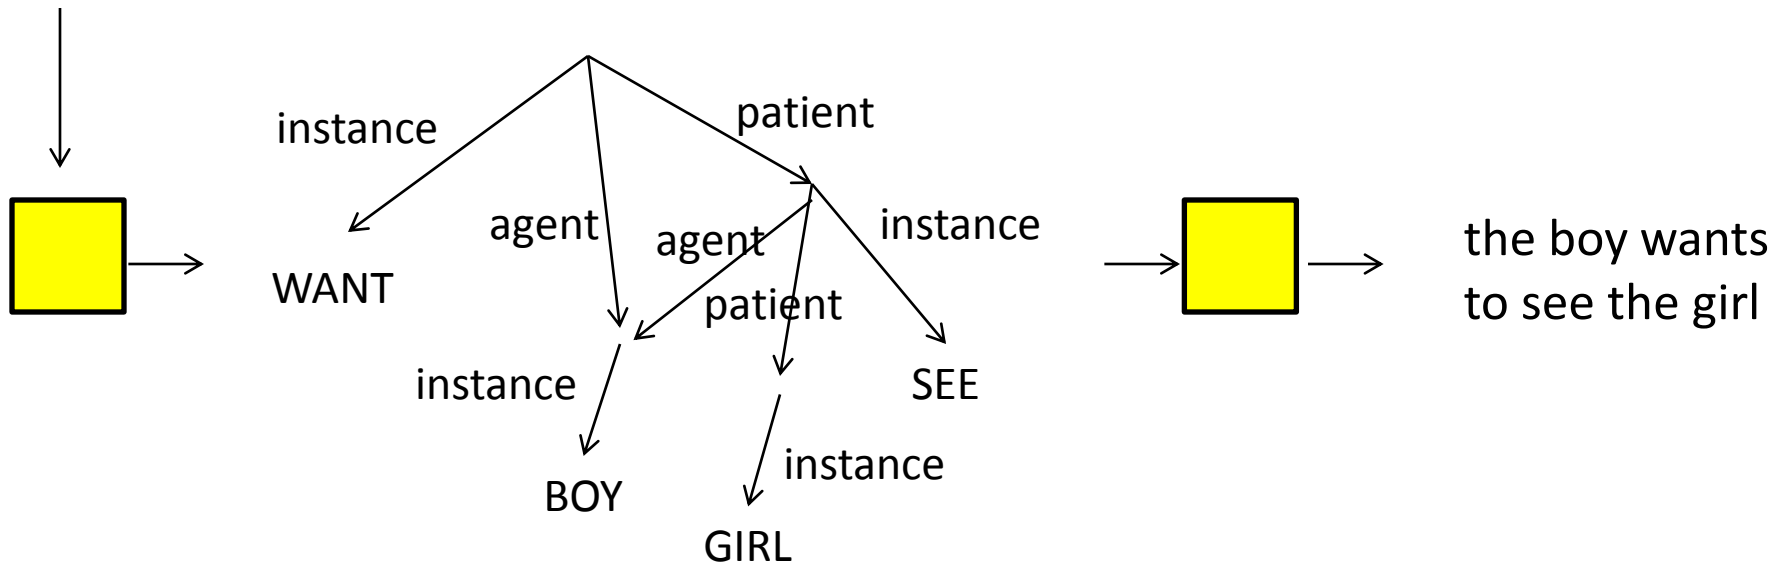 patient
instance
agent
agent
instance
WANT
patient
instance
SEE
instance
BOY
GIRL
the boy wants
to see the girl